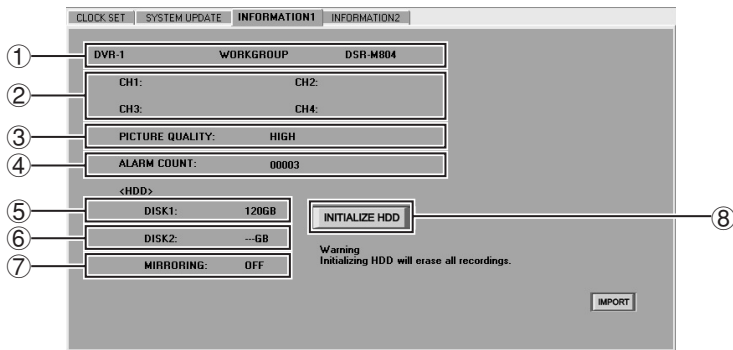 CLOCK SET SYSTEM UPDATE INFORMATION1 INFORMATION2
① DVR-1 WORKGROUP DSR-M804
② CH1: CH2:
CH3: CH4:
③ PICTURE QUALITY: HIGH
④ ALARM COUNT: 00003
<HDD>
⑤ DISK1: 120GB INITIALIZE HDD ⑧
⑥ DISK2: ---GB
Warning
Initializing HDD will erase all recordings.
⑦ MIRRORING: OFF
IMPORT